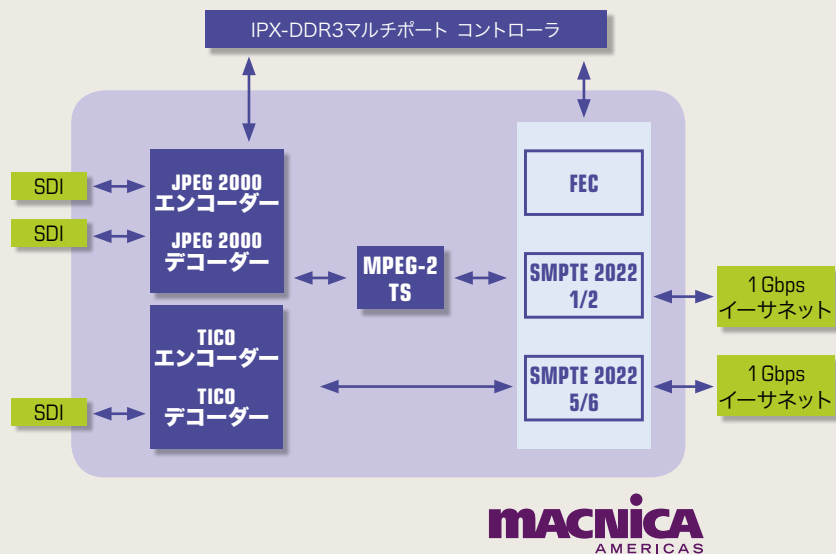 IPX-DDR3マルチポート コントローラ
SDI
SDI
JPEG 2000
エンコーダー
JPEG 2000
デコーダー
MPEG-2
TS
FEC
SMPTE 2022
1/2
1 Gbps
イーサネット
SDI
TICO
エンコーダー
TICO
デコーダー
SMPTE 2022
5/6
1 Gbps
イーサネット
macnica
AMERICAS